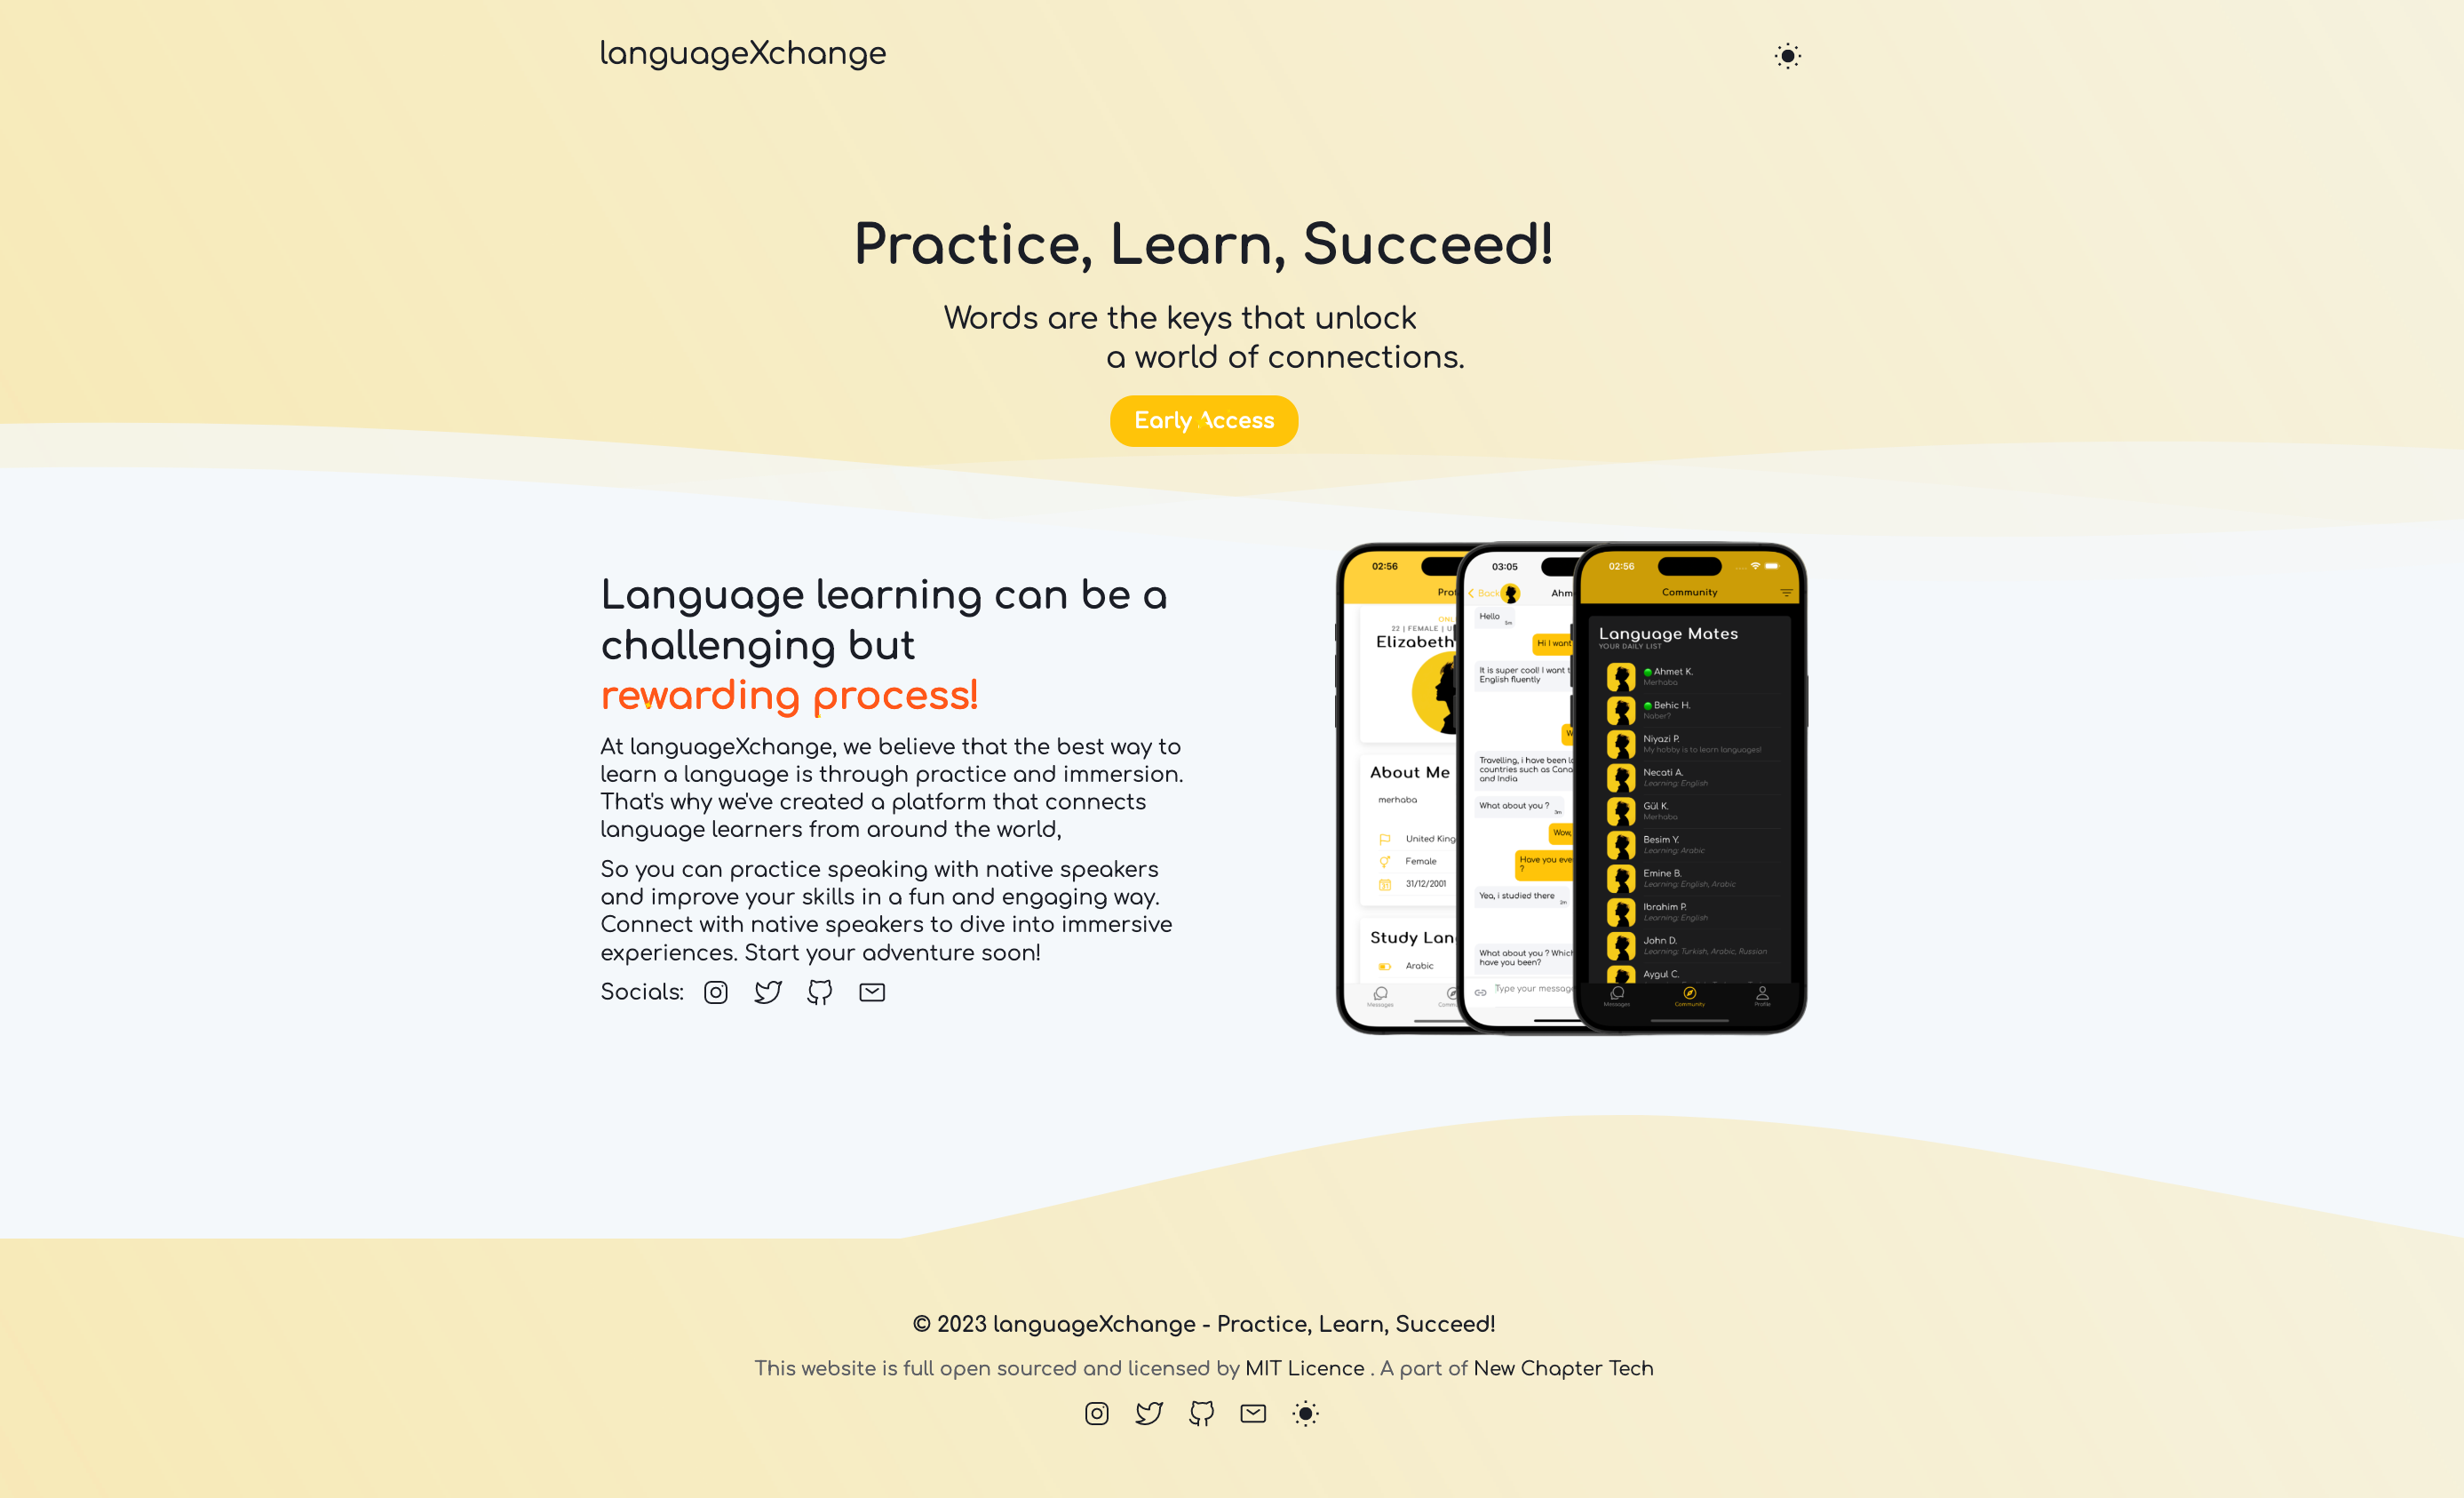 languageXchange
Practice, Learn, Succeed!
Words are the keys that unlock
a world of connections.
Early Access
Language learning can be a
challenging but
rewarding process!
At languageXchange, we believe that the best way to
learn a language is through practice and immersion.
That's why we've created a platform that connects
language learners from around the world,
So you can practice speaking with native speakers
and improve your skills in a fun and engaging way.
Connect with native speakers to dive into immersive
experiences. Start your adventure soon!
Socials:
02:56
22 | FEMALE | U
Elizabeth
About Me
merhaba
Female
31/12/2001
Arabic
Messages
03:05
Back
Hello
5m
Hi I want
It is super cool! I want t
English fluently
Travelling, i have been
countries such as
and India
What about you ?
3m
Wow,
Have you
?
Yea, i studied there
2m
What about you ?
have you been?
Type your message
02:56
Community
Language Mates
YOUR DAILY LIST
Ahmet K.
Merhaba
Behic H.
Naber?
Niyazi P.
My hobby is to learn languages!
Necati A.
Learning: English
Gül K.
Merhaba
Besim Y.
Learning: Arabic
Emine B.
Learning: English, Arabic
Ibrahim P.
Learning: English
John D.
Learning: Turkish, Arabic, Russian
Aygul C.
Messages
Community
Profile
© 2023 languageXchange - Practice, Learn, Succeed!
This website is full open sourced and licensed by MIT Licence . A part of New Chapter Tech